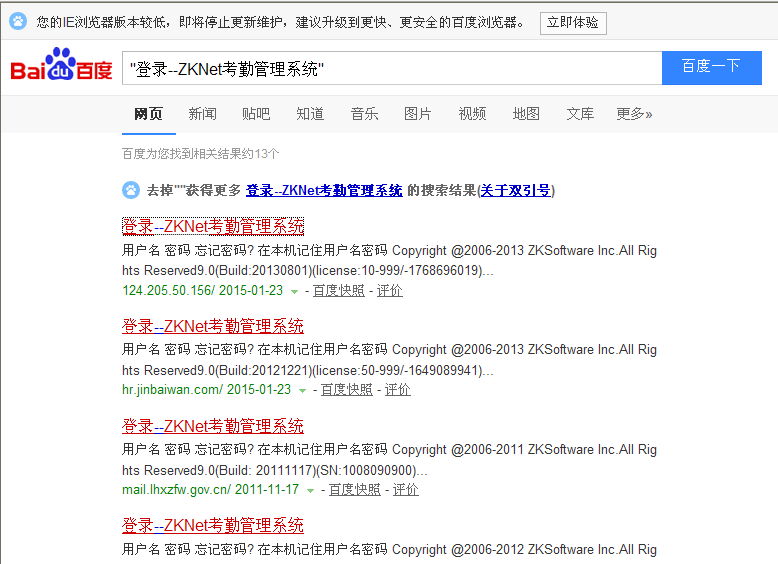 您的IE浏览器版本较低，即将停止更新维护，建议升级到更快、更安全的百度浏览器。 立即体验
Bai du 百度 "登录--ZKNet考勤管理系统" 百度一下
网页 新闻 贴吧 知道 音乐 图片 视频 地图 文库 更多»
百度为您找到相关结果约13个
去掉""获得更多 登录--ZKNet考勤管理系统 的搜索结果(关于双引号)
登录--ZKNet考勤管理系统
用户名 密码 忘记密码? 在本机记住用户名密码 Copyright @2006-2013 ZKSoftware Inc.All Rig
hts Reserved9.0(Build:20130801)(license:10-999/-1768696019)...
124.205.50.156/ 2015-01-23 - 百度快照 - 评价
登录--ZKNet考勤管理系统
用户名 密码 忘记密码? 在本机记住用户名密码 Copyright @2006-2013 ZKSoftware Inc.All Rig
hts Reserved9.0(Build:20121221)(license:50-999/-1649089941)...
hr.jinbaiwan.com/ 2015-01-23 - 百度快照 - 评价
登录--ZKNet考勤管理系统
用户名 密码 忘记密码? 在本机记住用户名密码 Copyright @2006-2011 ZKSoftware Inc.All Rig
hts Reserved9.0(Build: 20111117)(SN:1008090900)...
mail.lhxzfw.gov.cn/ 2011-11-17 - 百度快照 - 评价
登录--ZKNet考勤管理系统
用户名 密码 忘记密码? 在本机记住用户名密码 Copyright @2006-2012 ZKSoftware Inc.All Rig